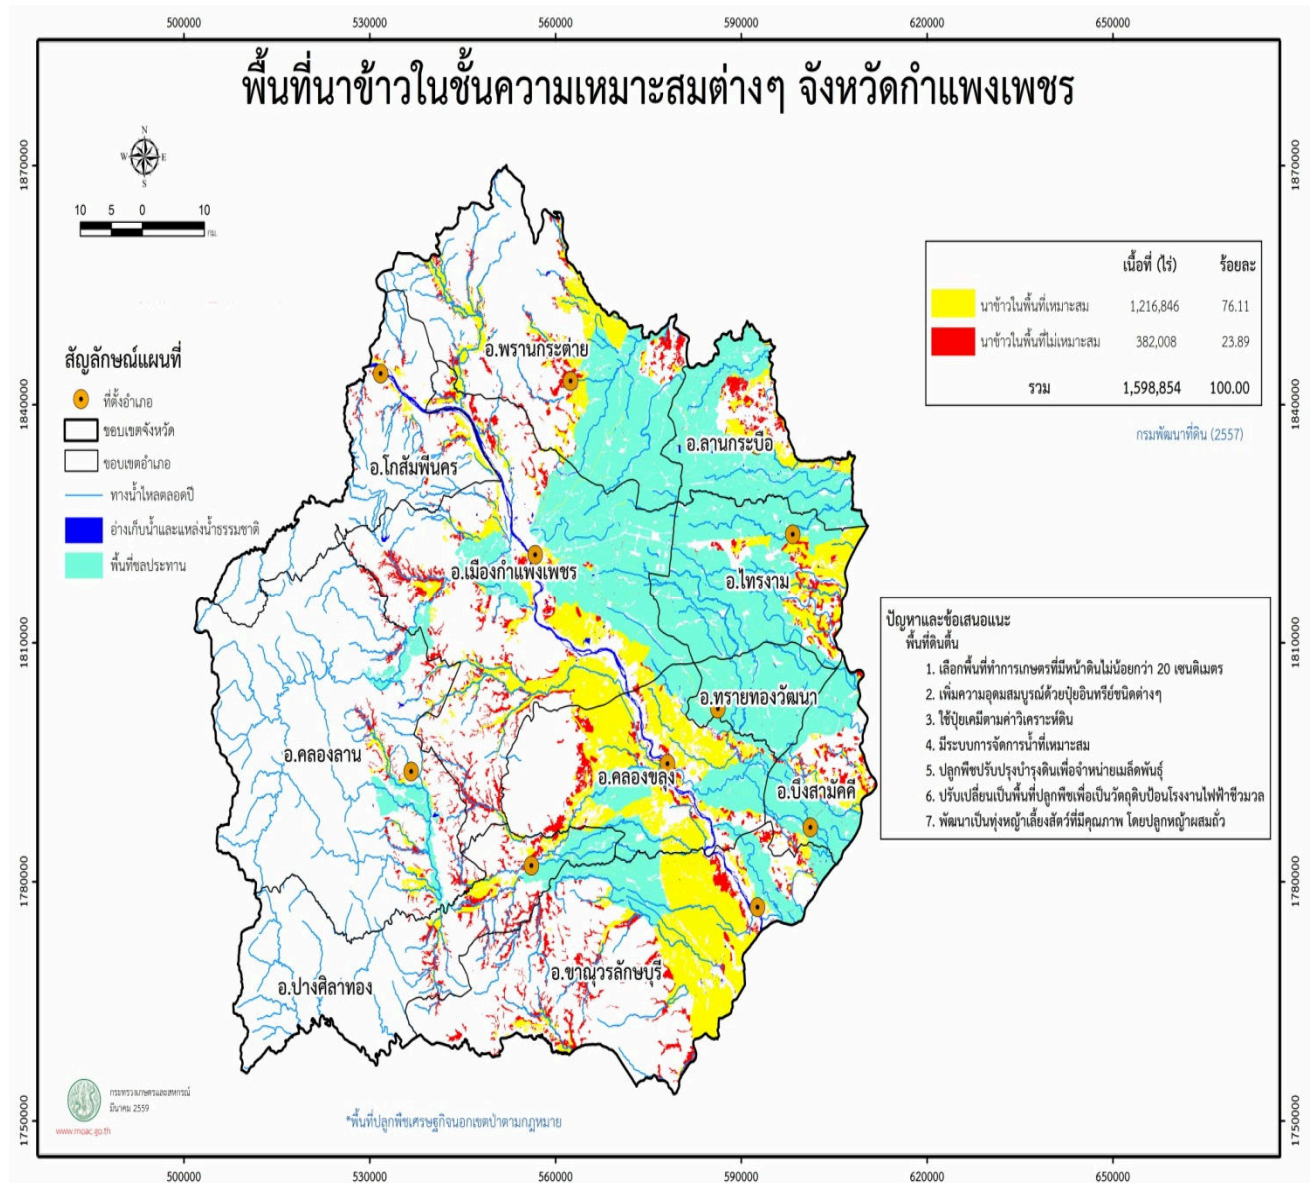 500000 530000 560000 590000 620000 650000
พื้นที่นาข้าวในชั้นความเหมาะสมต่างๆ จังหวัดกำแพงเพชร
N
W E
S
10 5 0 10
กม.
1870000 1870000
1840000 1840000
1810000 1810000
1780000 1780000
1750000 1750000
เนื้อที่ (ไร่) ร้อยละ
นาข้าวในพื้นที่เหมาะสม 1,216,846 76.11
นาข้าวในพื้นที่ไม่เหมาะสม 382,008 23.89
รวม 1,598,854 100.00
กรมพัฒนาที่ดิน (2557)
สัญลักษณ์แผนที่
ที่ตั้งอำเภอ
ขอบเขตจังหวัด
ขอบเขตอำเภอ
ทางน้ำไหลตลอดปี
อ่างเก็บน้ำและแหล่งน้ำธรรมชาติ
พื้นที่ชลประทาน
อ.พรานกระต่าย
อ.ลานกระบือ
อ.โกสัมพีนคร
อ.เมืองกำแพงเพชร
อ.ไทรงาม
อ.ทรายทองวัฒนา
อ.คลองลาน
อ.คลองขลุง
อ.บึงสามัคคี
อ.ขาณุวรลักษบุรี
อ.ปางศิลาทอง
ปัญหาและข้อเสนอแนะ
พื้นที่ดินตื้น
1. เลือกพื้นที่ทำการเกษตรที่มีหน้าดินไม่น้อยกว่า 20 เซนติเมตร
2. เพิ่มความอุดมสมบูรณ์ด้วยปุ๋ยอินทรีย์ชนิดต่างๆ
3. ใช้ปุ๋ยเคมีตามค่าวิเคราะห์ดิน
4. มีระบบการจัดการน้ำที่เหมาะสม
5. ปลูกพืชปรับปรุงบำรุงดินเพื่อจำหน่ายเมล็ดพันธุ์
6. ปรับเปลี่ยนเป็นพื้นที่ปลูกพืชเพื่อเป็นวัตถุดิบป้อนโรงงานไฟฟ้าชีวมวล
7. พัฒนาเป็นทุ่งหญ้าเลี้ยงสัตว์ที่มีคุณภาพ โดยปลูกหญ้าผสมถั่ว
กระทรวงเกษตรและสหกรณ์
มีนาคม 2559
www.moac.go.th
*พื้นที่ปลูกพืชเศรษฐกิจนอกเขตป่าตามกฎหมาย
500000 530000 560000 590000 620000 650000